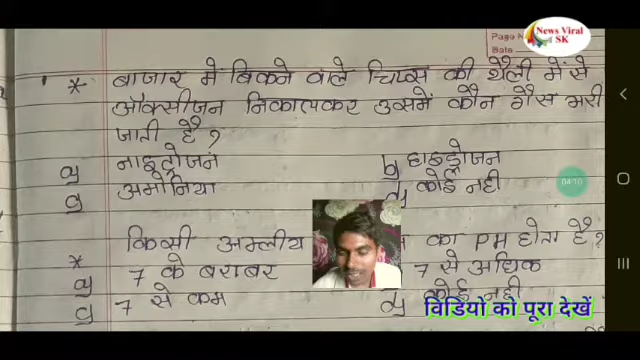 News Viral
SK
Page N
Date
* बाजार में बिकने वाले चिप्स की थैली में से
ऑक्सीजन निकालकर उसमें कौन गैस भरी
जाती है?
a) नाइट्रोजन b) हाइड्रोजन
c) अमोनिया d) कोई नही
04:10
* किसी अम्लीय का PH होता है?
a) 7 के बराबर 7 से अधिक
c) 7 से कम d) कोई नही
विडियो को पूरा देखें